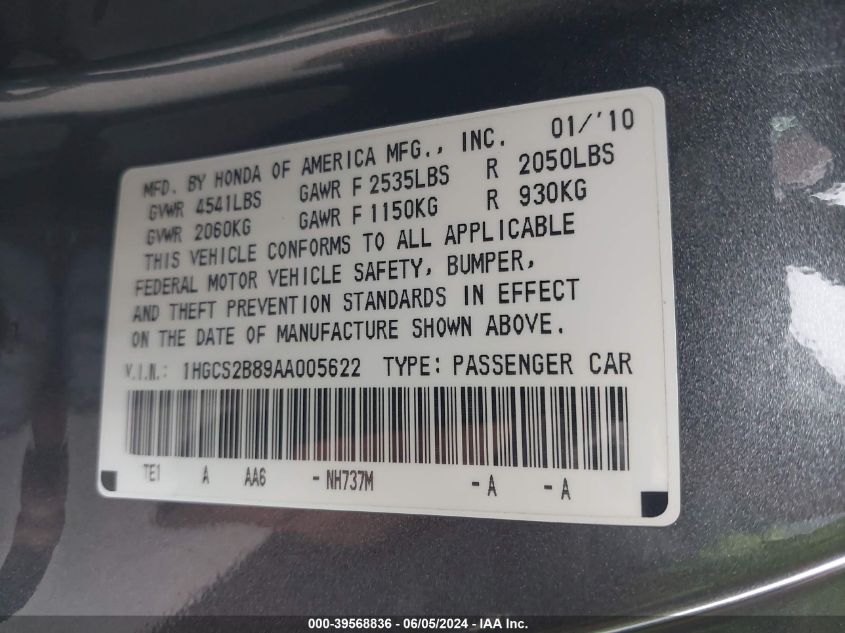 MFD. BY HONDA OF AMERICA MFG., INC. 01/'10
GVWR 4541LBS GAWR F 2535LBS R 2050LBS
GVWR 2060KG GAWR F 1150KG R 930KG
THIS VEHICLE CONFORMS TO ALL APPLICABLE
FEDERAL MOTOR VEHICLE SAFETY, BUMPER,
AND THEFT PREVENTION STANDARDS IN EFFECT
ON THE DATE OF MANUFACTURE SHOWN ABOVE.
V.I.N.: 1HGCS2B89AA005622 TYPE: PASSENGER CAR
TE1 A AA6 - NH737M - A - A
000-39568836 / 06/05/2024 - IAA Inc.